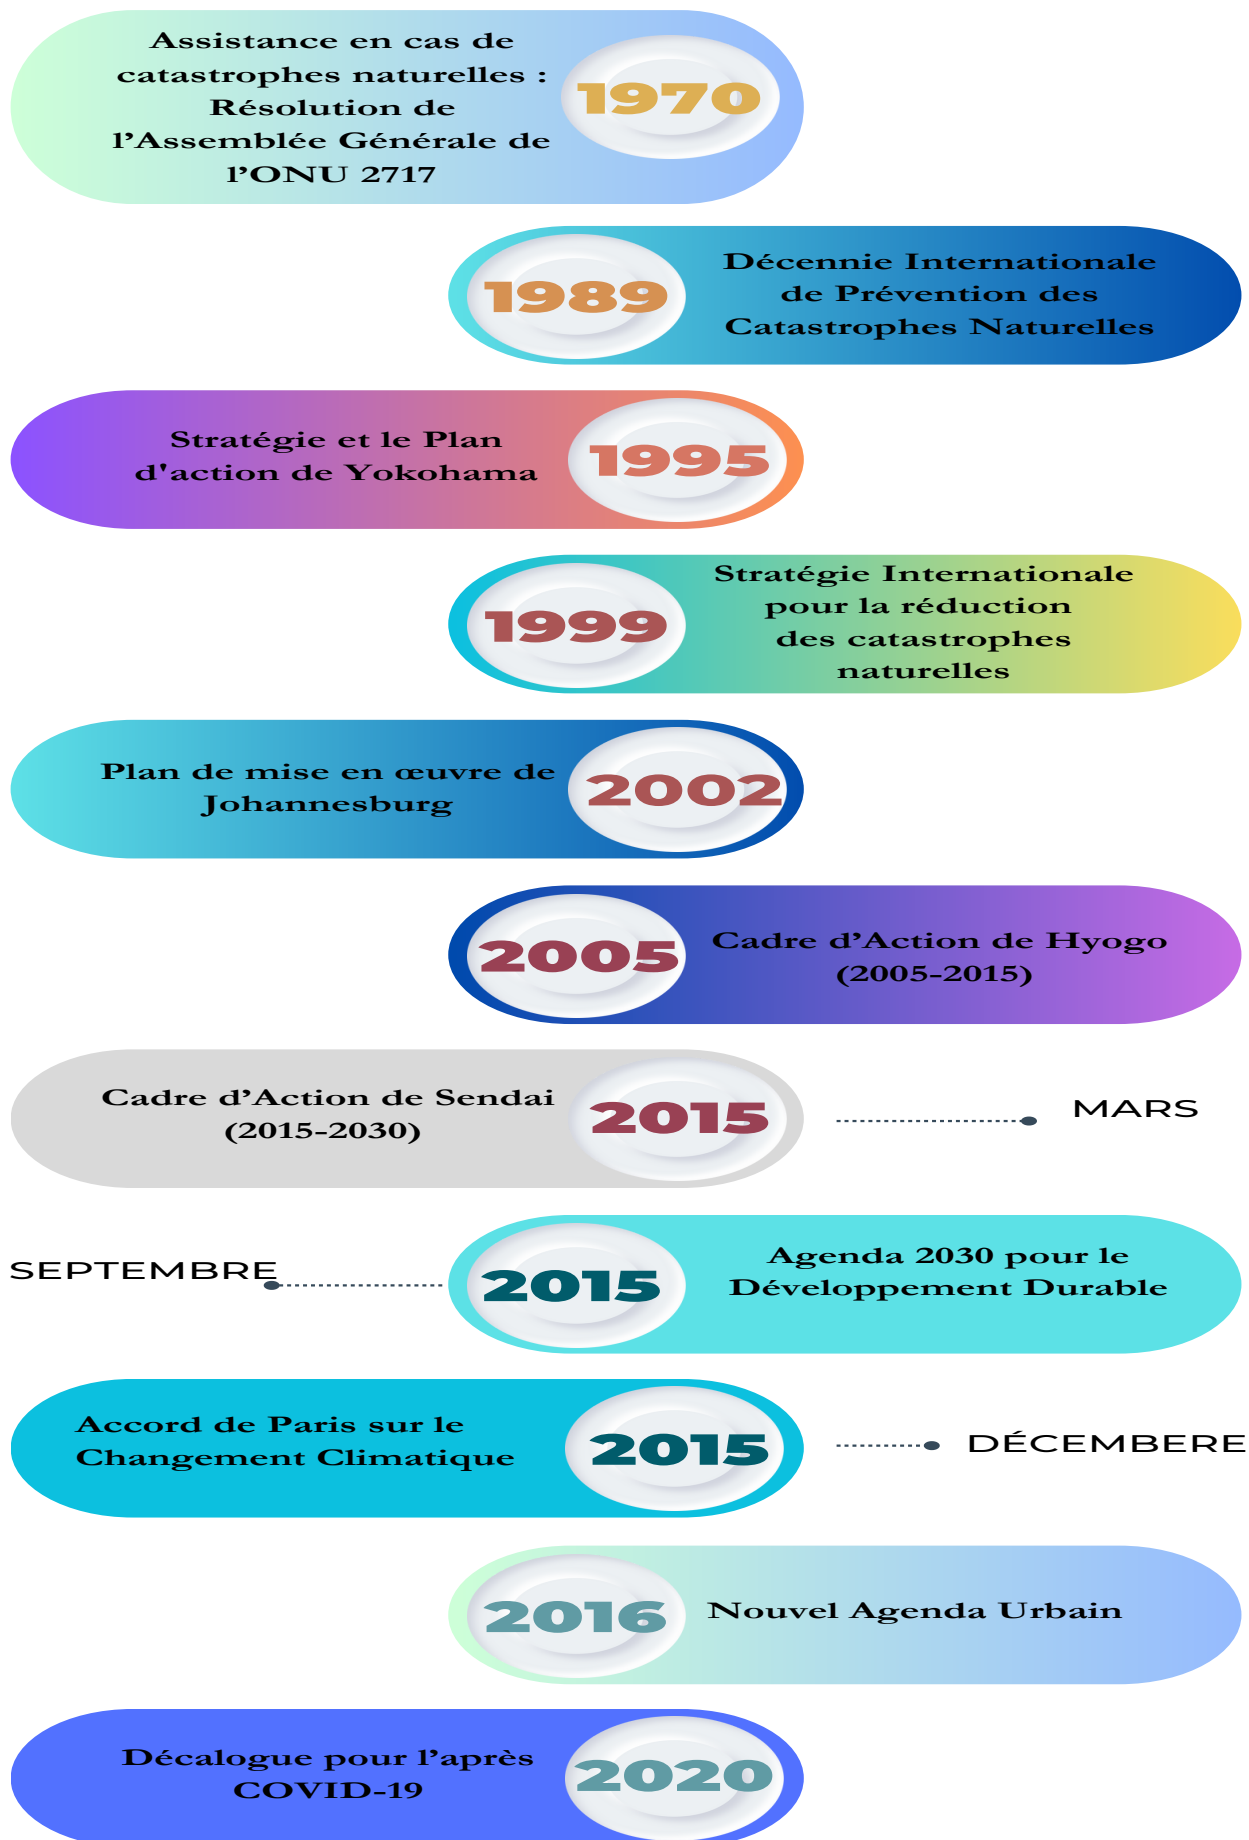 Assistance en cas de
catastrophes naturelles :
Résolution de
l’Assemblée Générale de
l’ONU 2717
1970
1989
Décennie Internationale
de Prévention des
Catastrophes Naturelles
Stratégie et le Plan
d'action de Yokohama
1995
1999
Stratégie Internationale
pour la réduction
des catastrophes
naturelles
Plan de mise en œuvre de
Johannesburg
2002
2005
Cadre d’Action de Hyogo
(2005-2015)
Cadre d’Action de Sendai
(2015-2030)
2015
MARS
SEPTEMBRE
2015
Agenda 2030 pour le
Développement Durable
Accord de Paris sur le
Changement Climatique
2015
DÉCEMBERE
2016
Nouvel Agenda Urbain
Décalogue pour l’après
COVID-19
2020